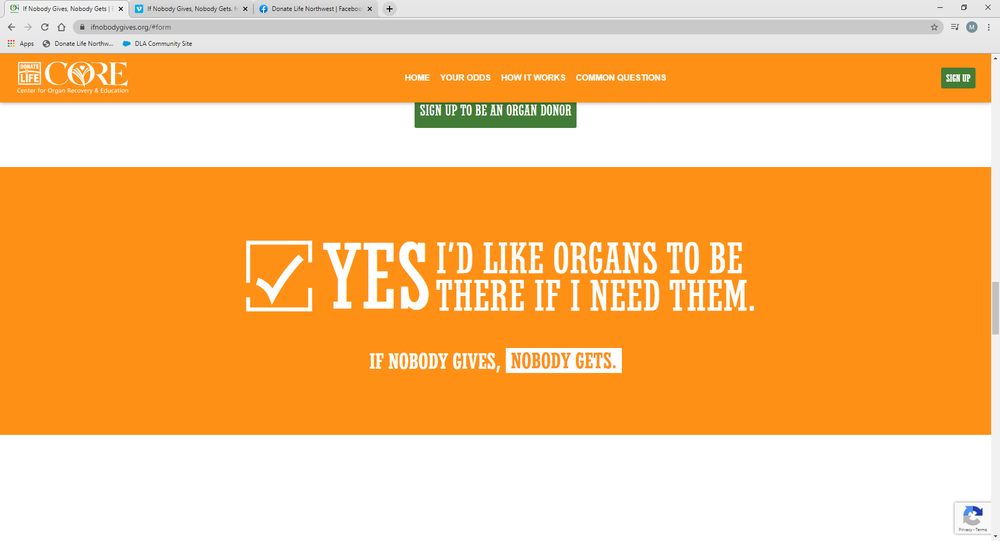 If Nobody Gives, Nobody Gets |
If Nobody Gives, Nobody Gets. fr
Donate Life Northwest | Faceboo
ifnobodygives.org/#form
M
Apps
Donate Life Northw...
DLA Community Site
DONATE
LIFE
CORE
Center for Organ Recovery & Education
HOME
YOUR ODDS
HOW IT WORKS
COMMON QUESTIONS
SIGN UP
SIGN UP TO BE AN ORGAN DONOR
YES
I'D LIKE ORGANS TO BE
THERE IF I NEED THEM.
IF NOBODY GIVES, NOBODY GETS.
Privacy - Terms